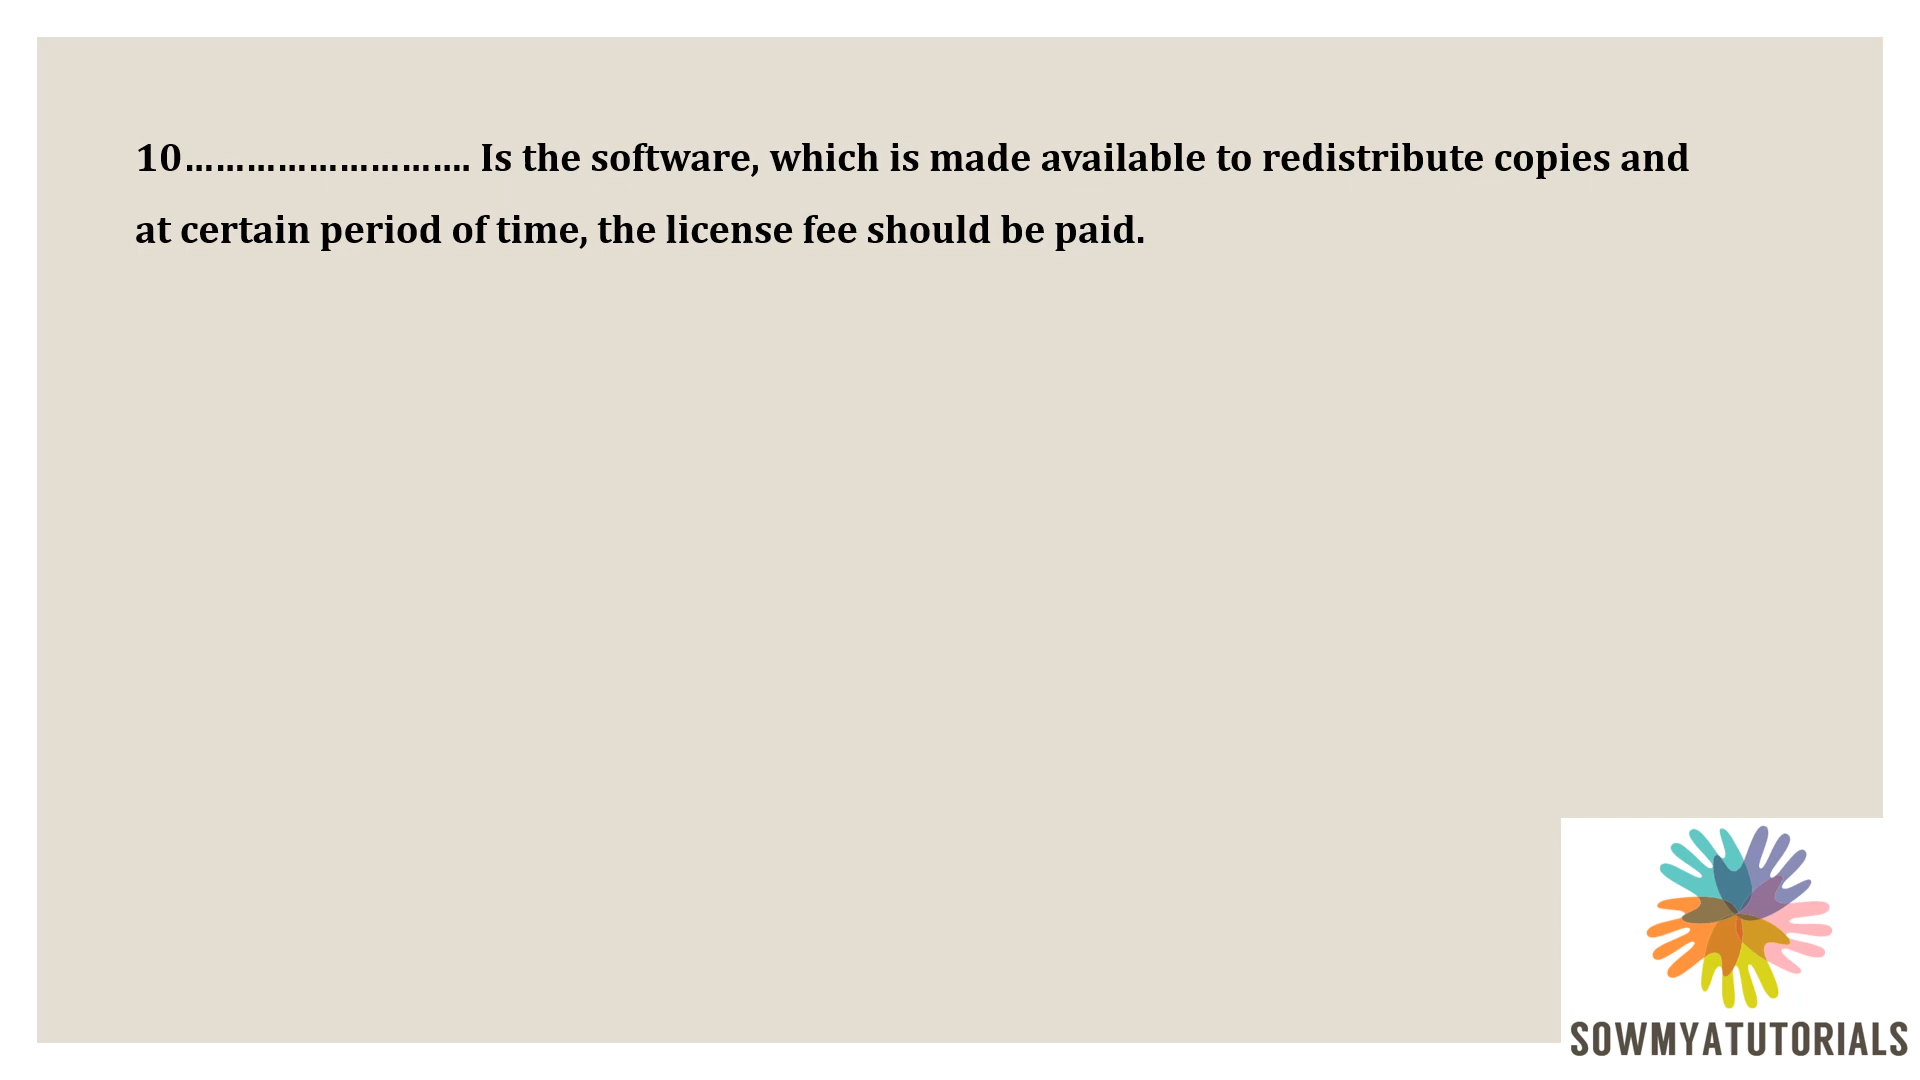 10……………………….. Is the software, which is made available to redistribute copies and
at certain period of time, the license fee should be paid.
SOWMYATUTORIALS